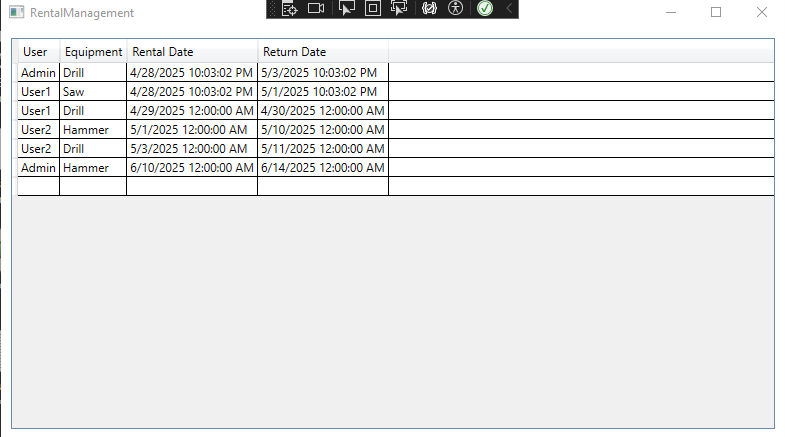 RentalManagement
User Equipment Rental Date Return Date
Admin Drill 4/28/2025 10:03:02 PM 5/3/2025 10:03:02 PM
User1 Saw 4/28/2025 10:03:02 PM 5/1/2025 10:03:02 PM
User1 Drill 4/29/2025 12:00:00 AM 4/30/2025 12:00:00 AM
User2 Hammer 5/1/2025 12:00:00 AM 5/10/2025 12:00:00 AM
User2 Drill 5/3/2025 12:00:00 AM 5/11/2025 12:00:00 AM
Admin Hammer 6/10/2025 12:00:00 AM 6/14/2025 12:00:00 AM